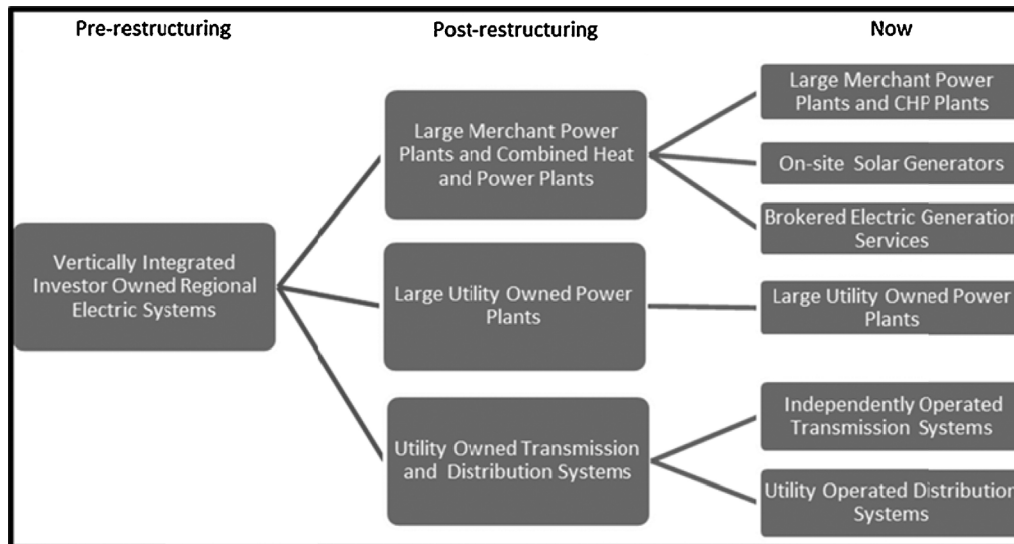 Pre-restructuring
Post-restructuring
Now
Vertically Integrated
Investor Owned Regional
Electric Systems
Large Merchant Power
Plants and Combined Heat
and Power Plants
Large Utility Owned Power
Plants
Utility Owned Transmission
and Distribution Systems
Large Merchant Power
Plants and CHP Plants
On-site Solar Generators
Brokered Electric Generation
Services
Large Utility Owned Power
Plants
Independently Operated
Transmission Systems
Utility Operated Distribution
Systems